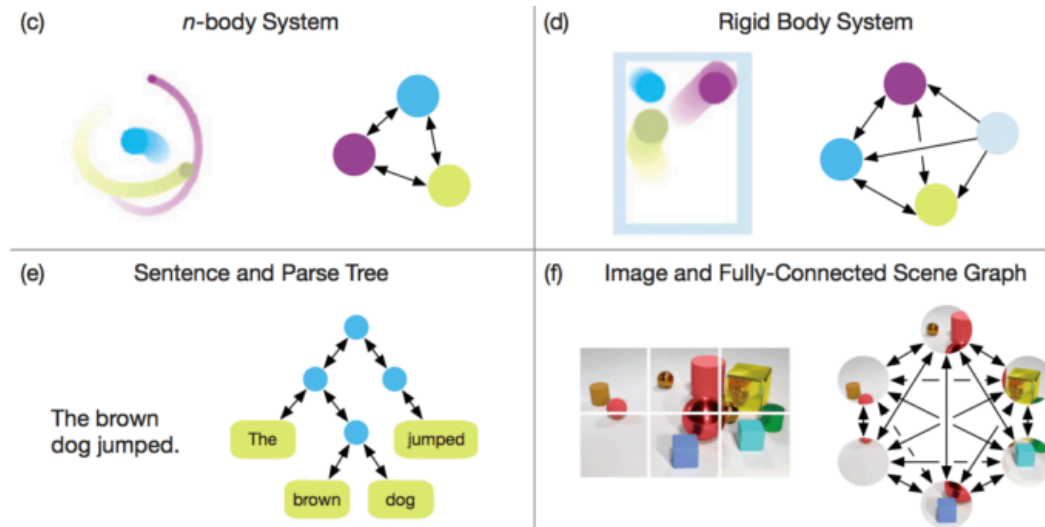 (c) n-body System
(d) Rigid Body System
(e) Sentence and Parse Tree
The brown
dog jumped.
The
jumped
brown
dog
(f) Image and Fully-Connected Scene Graph